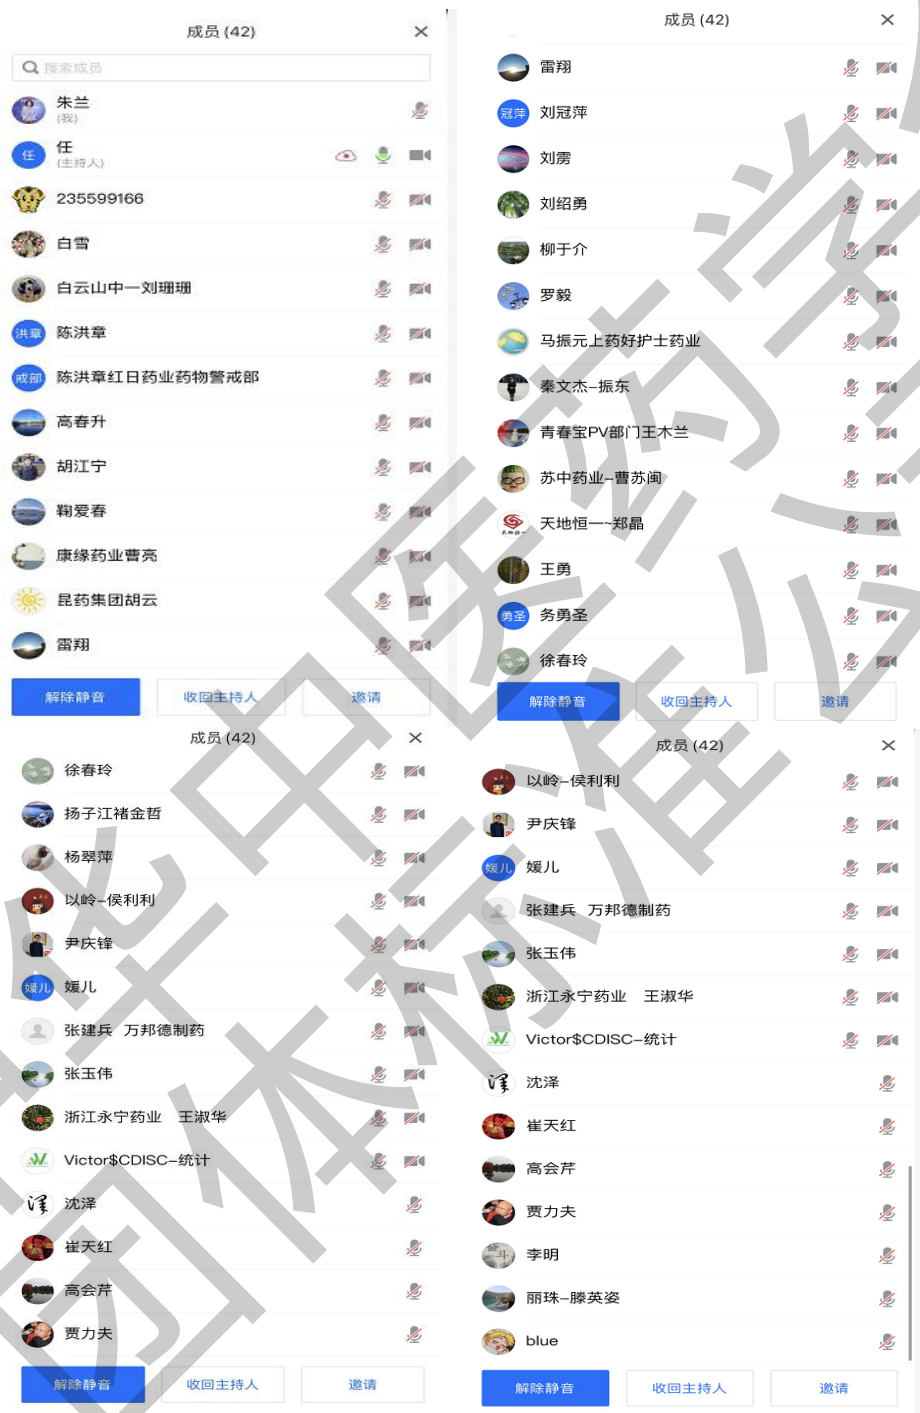 成员 (42)
搜索成员
朱兰
(我)
任
任
(主持人)
235599166
白雪
白云山中一刘珊珊
洪章
陈洪章
戒部
陈洪章红日药业药物警戒部
高春升
胡江宁
鞠爱春
康缘药业曹亮
昆药集团胡云
雷翔
解除静音
收回主持人
邀请
成员 (42)
雷翔
冠萍
刘冠萍
刘雳
刘绍勇
柳于介
罗毅
马振元上药好护士药业
秦文杰–振东
青春宝PV部门王木兰
苏中药业–曹苏闽
天地恒一~郑晶
王勇
勇圣
务勇圣
徐春玲
解除静音
收回主持人
邀请
成员 (42)
徐春玲
扬子江褚金哲
杨翠萍
以岭–侯利利
尹庆锋
媛儿
媛儿
张建兵 万邦德制药
张玉伟
浙江永宁药业 王淑华
Victor$CDISC–统计
沈泽
崔天红
高会芹
贾力夫
解除静音
收回主持人
邀请
成员 (42)
以岭–侯利利
尹庆锋
媛儿
媛儿
张建兵 万邦德制药
张玉伟
浙江永宁药业 王淑华
Victor$CDISC–统计
沈泽
崔天红
高会芹
贾力夫
奋斗
李明
丽珠–滕英姿
blue
解除静音
收回主持人
邀请